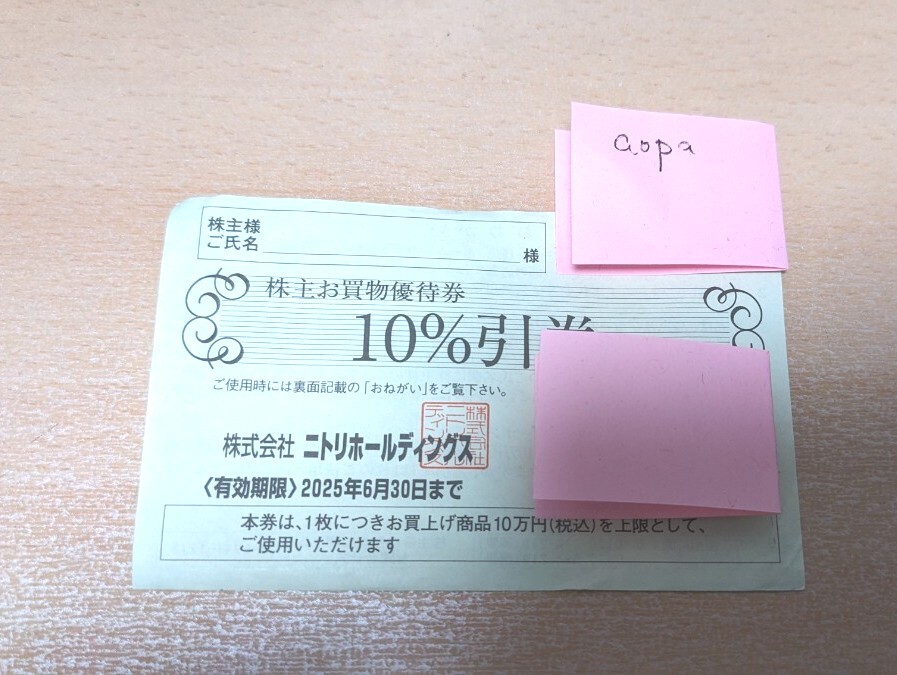 aopa
株主様
ご氏名
様
株主お買物優待券
10%引券
ご使用時には裏面記載の「おねがい」をご覧下さい。
株式会社 ニトリホールディングス
〈有効期限〉2025年6月30日まで
本券は、1枚につきお買上げ商品10万円(税込)を上限として、
ご使用いただけます